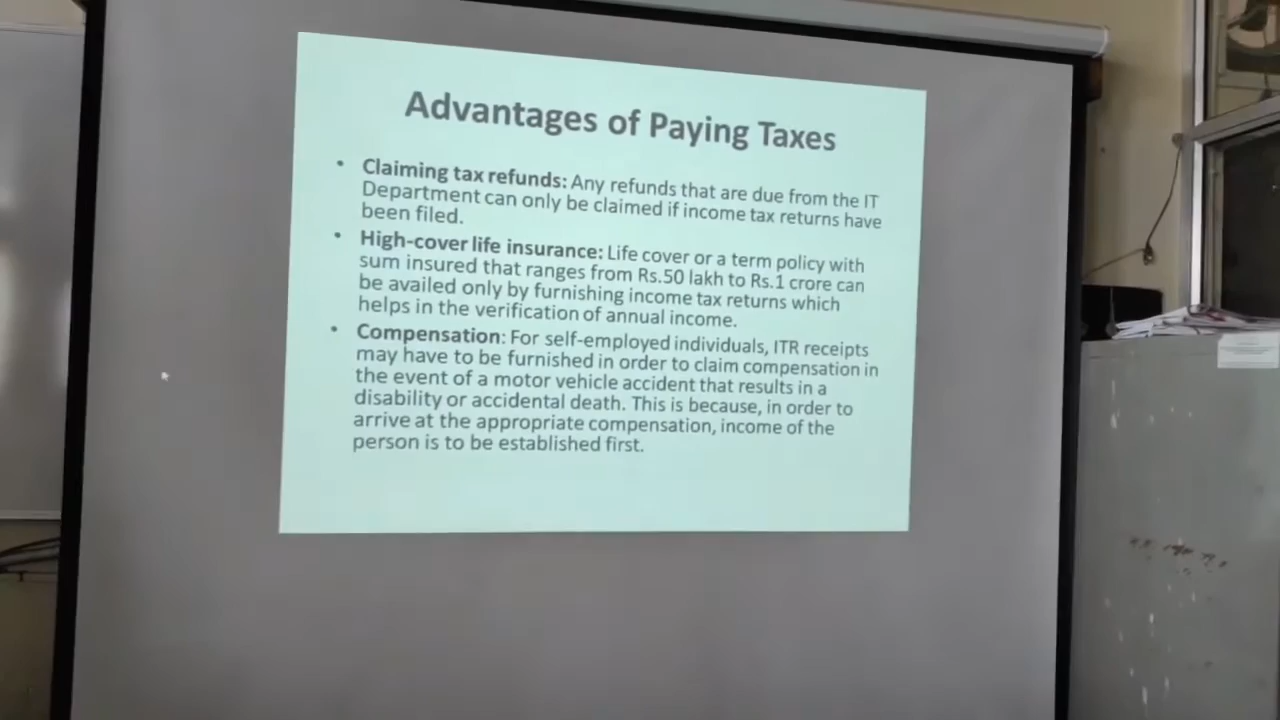 Advantages of Paying Taxes
• Claiming tax refunds: Any refunds that are due from the IT
Department can only be claimed if income tax returns have
been filed.
• High-cover life insurance: Life cover or a term policy with
sum insured that ranges from Rs.50 lakh to Rs.1 crore can
be availed only by furnishing income tax returns which
helps in the verification of annual income.
• Compensation: For self-employed individuals, ITR receipts
may have to be furnished in order to claim compensation in
the event of a motor vehicle accident that results in a
disability or accidental death. This is because, in order to
arrive at the appropriate compensation, income of the
person is to be established first.